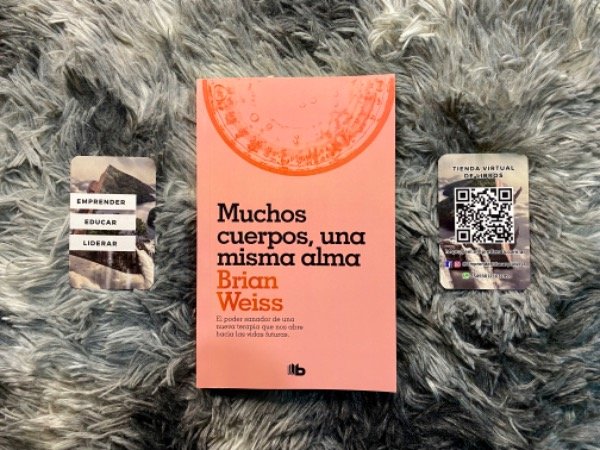 EMPRENDER
EDUCAR
LIDERAR
Muchos
cuerpos, una
misma alma
Brian
Weiss
El poder sanador de una
nueva terapia que nos abre
hacia las vidas futuras.
b
TIENDA VIRTUAL
DE LIBROS